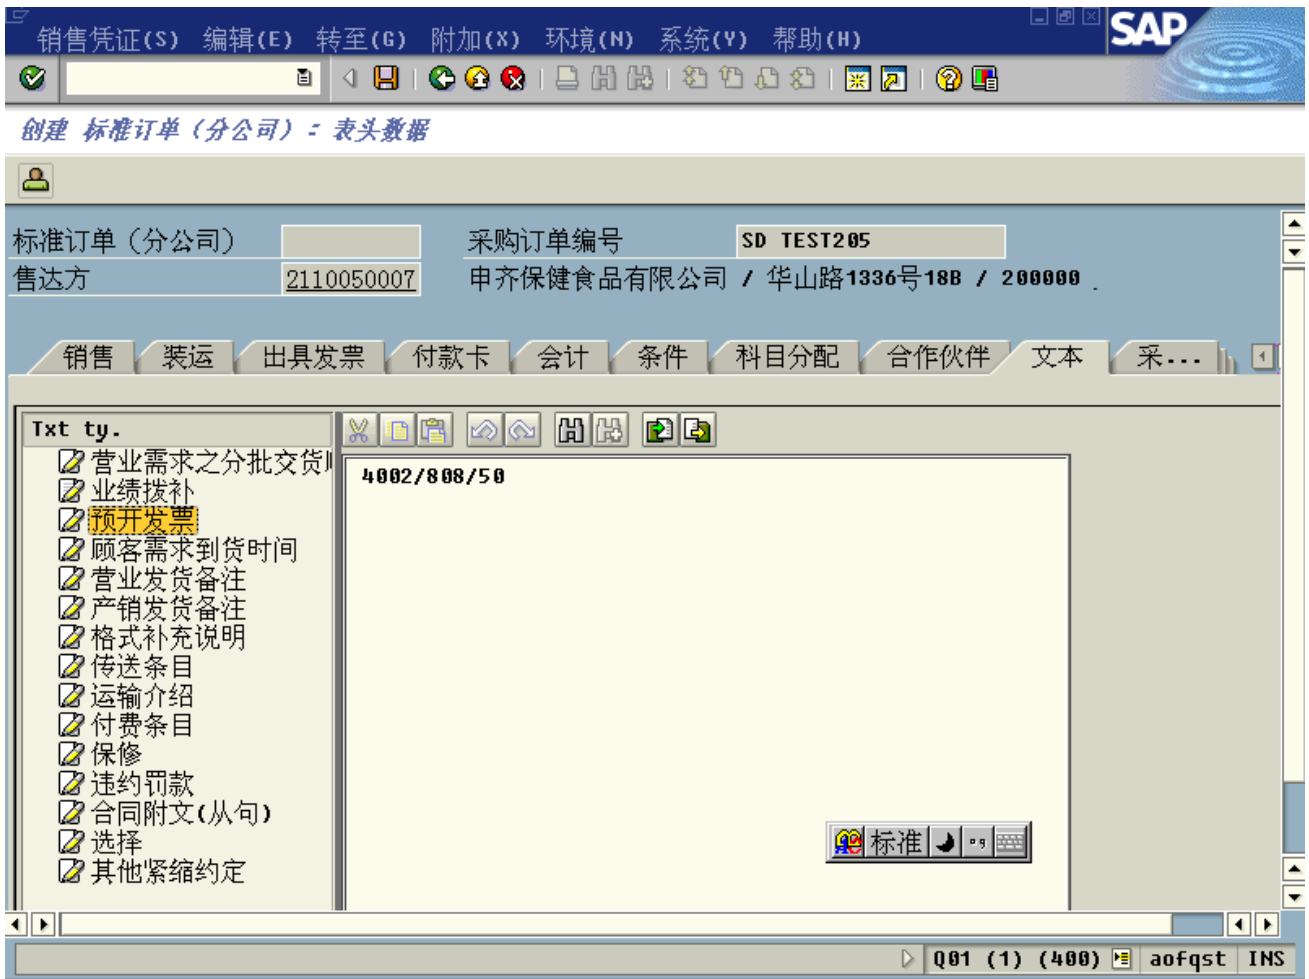 销售凭证(S) 编辑(E) 转至(G) 附加(X) 环境(N) 系统(Y) 帮助(H)
SAP
创建 标准订单（分公司）：表头数据
标准订单（分公司） 采购订单编号 SD TEST205
售达方 2110050007 申齐保健食品有限公司 / 华山路1336号18B / 200000
销售 装运 出具发票 付款卡 会计 条件 科目分配 合作伙伴 文本 采...
Txt ty.
营业需求之分批交货
4002/808/50
业绩拨补
预开发票
顾客需求到货时间
营业发货备注
产销发货备注
格式补充说明
传送条目
运输介绍
付费条目
保修
违约罚款
合同附文(从句)
选择
标准
其他紧缩约定
Q01 (1) (400) aofqst INS